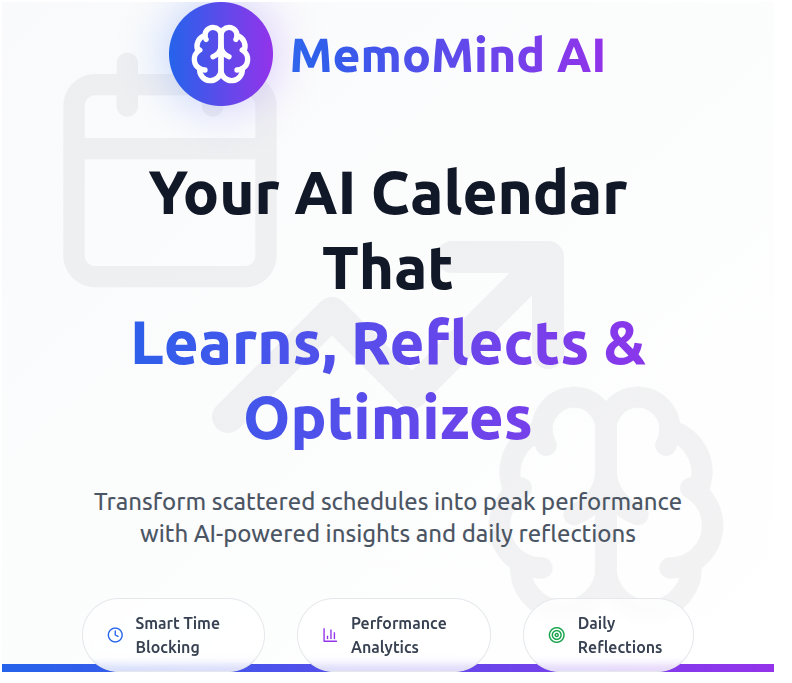 MemoMind AI
Your AI Calendar
That
Learns, Reflects &
Optimizes
Transform scattered schedules into peak performance
with AI-powered insights and daily reflections
Smart Time
Blocking
Performance
Analytics
Daily
Reflections